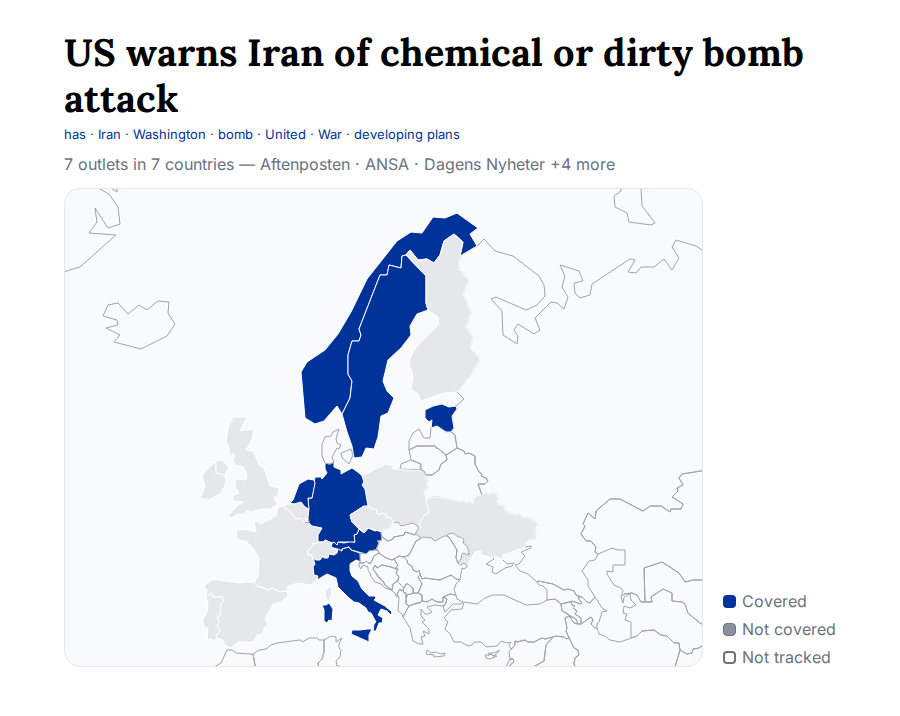 US warns Iran of chemical or dirty bomb
attack
has · Iran · Washington · bomb · United · War · developing plans
7 outlets in 7 countries — Aftenposten · ANSA · Dagens Nyheter +4 more
Covered
Not covered
Not tracked